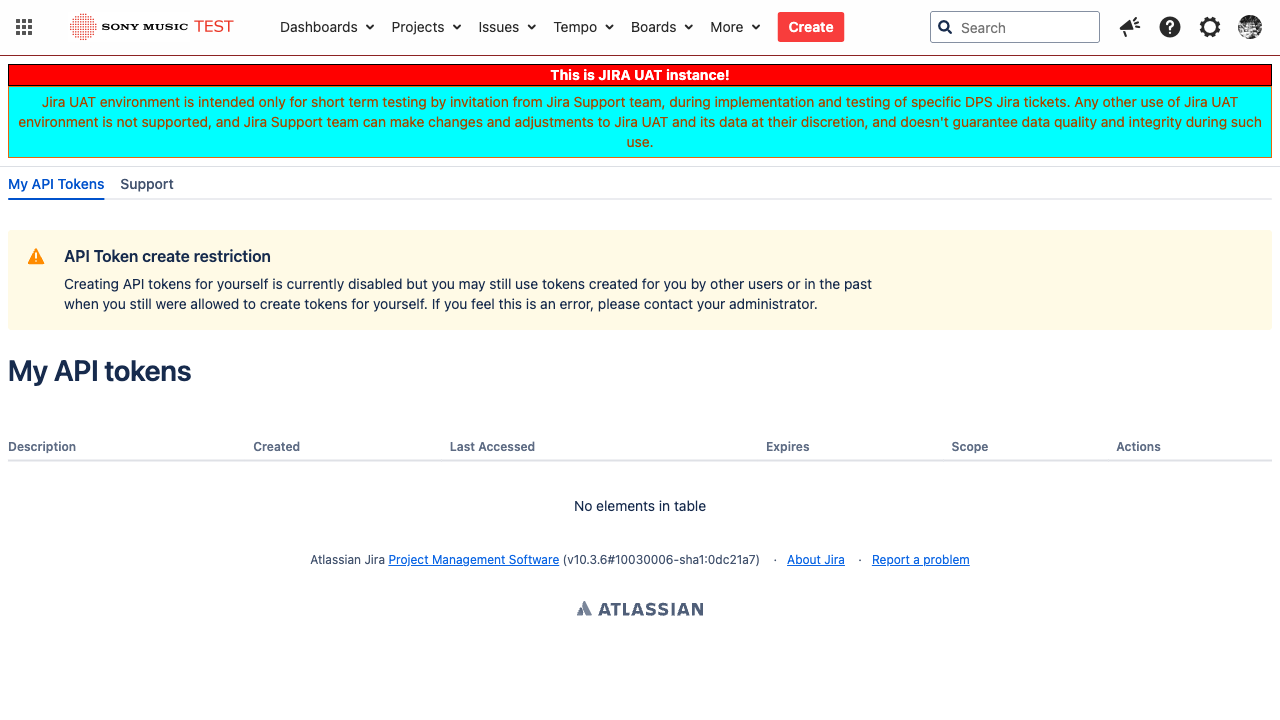 SONY MUSIC TEST
Dashboards Projects Issues Tempo Boards More Create Search
This is JIRA UAT instance!
Jira UAT environment is intended only for short term testing by invitation from Jira Support team, during implementation and testing of specific DPS Jira tickets. Any other use of Jira UAT
environment is not supported, and Jira Support team can make changes and adjustments to Jira UAT and its data at their discretion, and doesn't guarantee data quality and integrity during such
use.
My API Tokens Support
API Token create restriction
Creating API tokens for yourself is currently disabled but you may still use tokens created for you by other users or in the past
when you still were allowed to create tokens for yourself. If you feel this is an error, please contact your administrator.
My API tokens
Description Created Last Accessed Expires Scope Actions
No elements in table
Atlassian Jira Project Management Software (v10.3.6#10030006-sha1:0dc21a7) · About Jira · Report a problem
ATLASSIAN